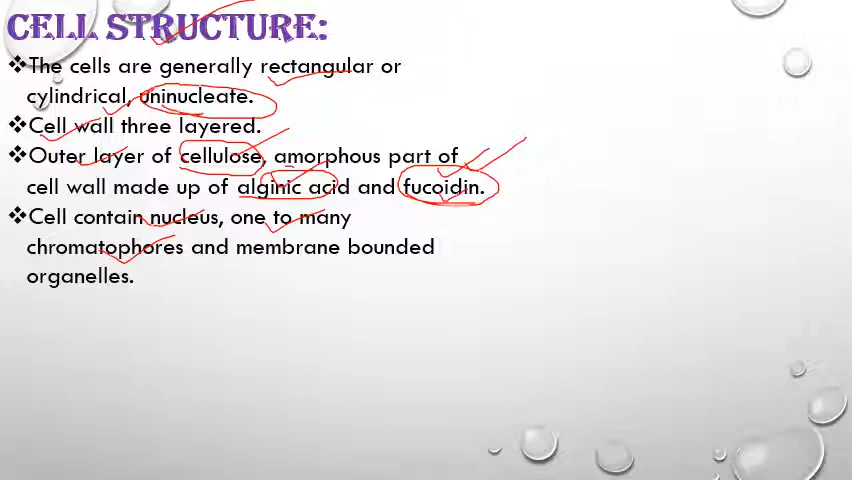 CELL STRUCTURE:
❖The cells are generally rectangular or
cylindrical, uninucleate.
❖Cell wall three layered.
❖Outer layer of cellulose, amorphous part of
cell wall made up of alginic acid and fucoidin.
❖Cell contain nucleus, one to many
chromatophores and membrane bounded
organelles.